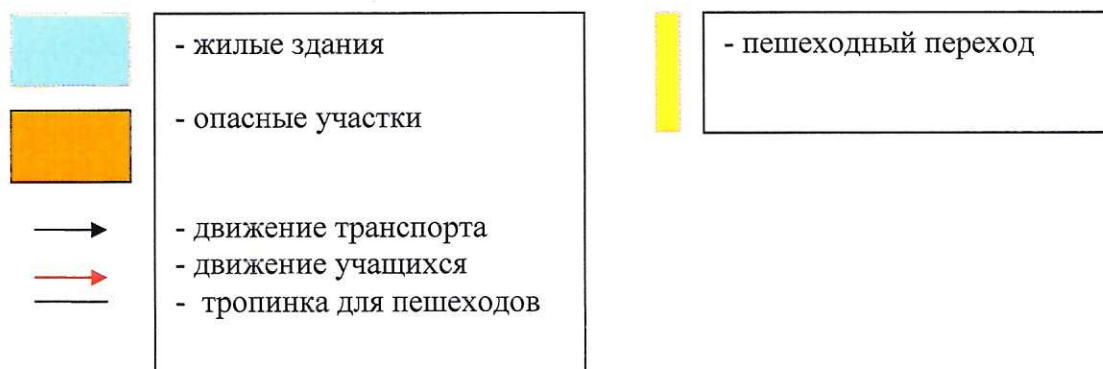 - жилые здания
- опасные участки
- движение транспорта
- движение учащихся
- тропинка для пешеходов
- пешеходный переход